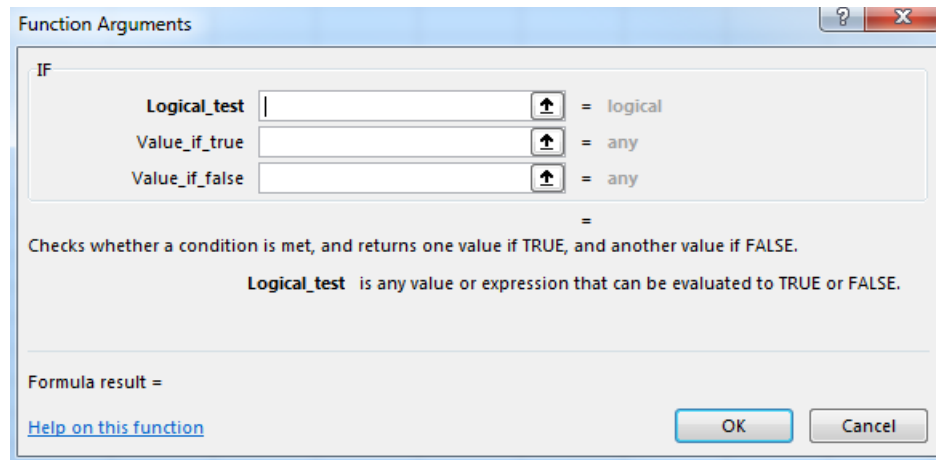 Function Arguments
? X
IF
Logical_test = logical
Value_if_true = any
Value_if_false = any
=
Checks whether a condition is met, and returns one value if TRUE, and another value if FALSE.
Logical_test is any value or expression that can be evaluated to TRUE or FALSE.
Formula result =
Help on this function
OK Cancel